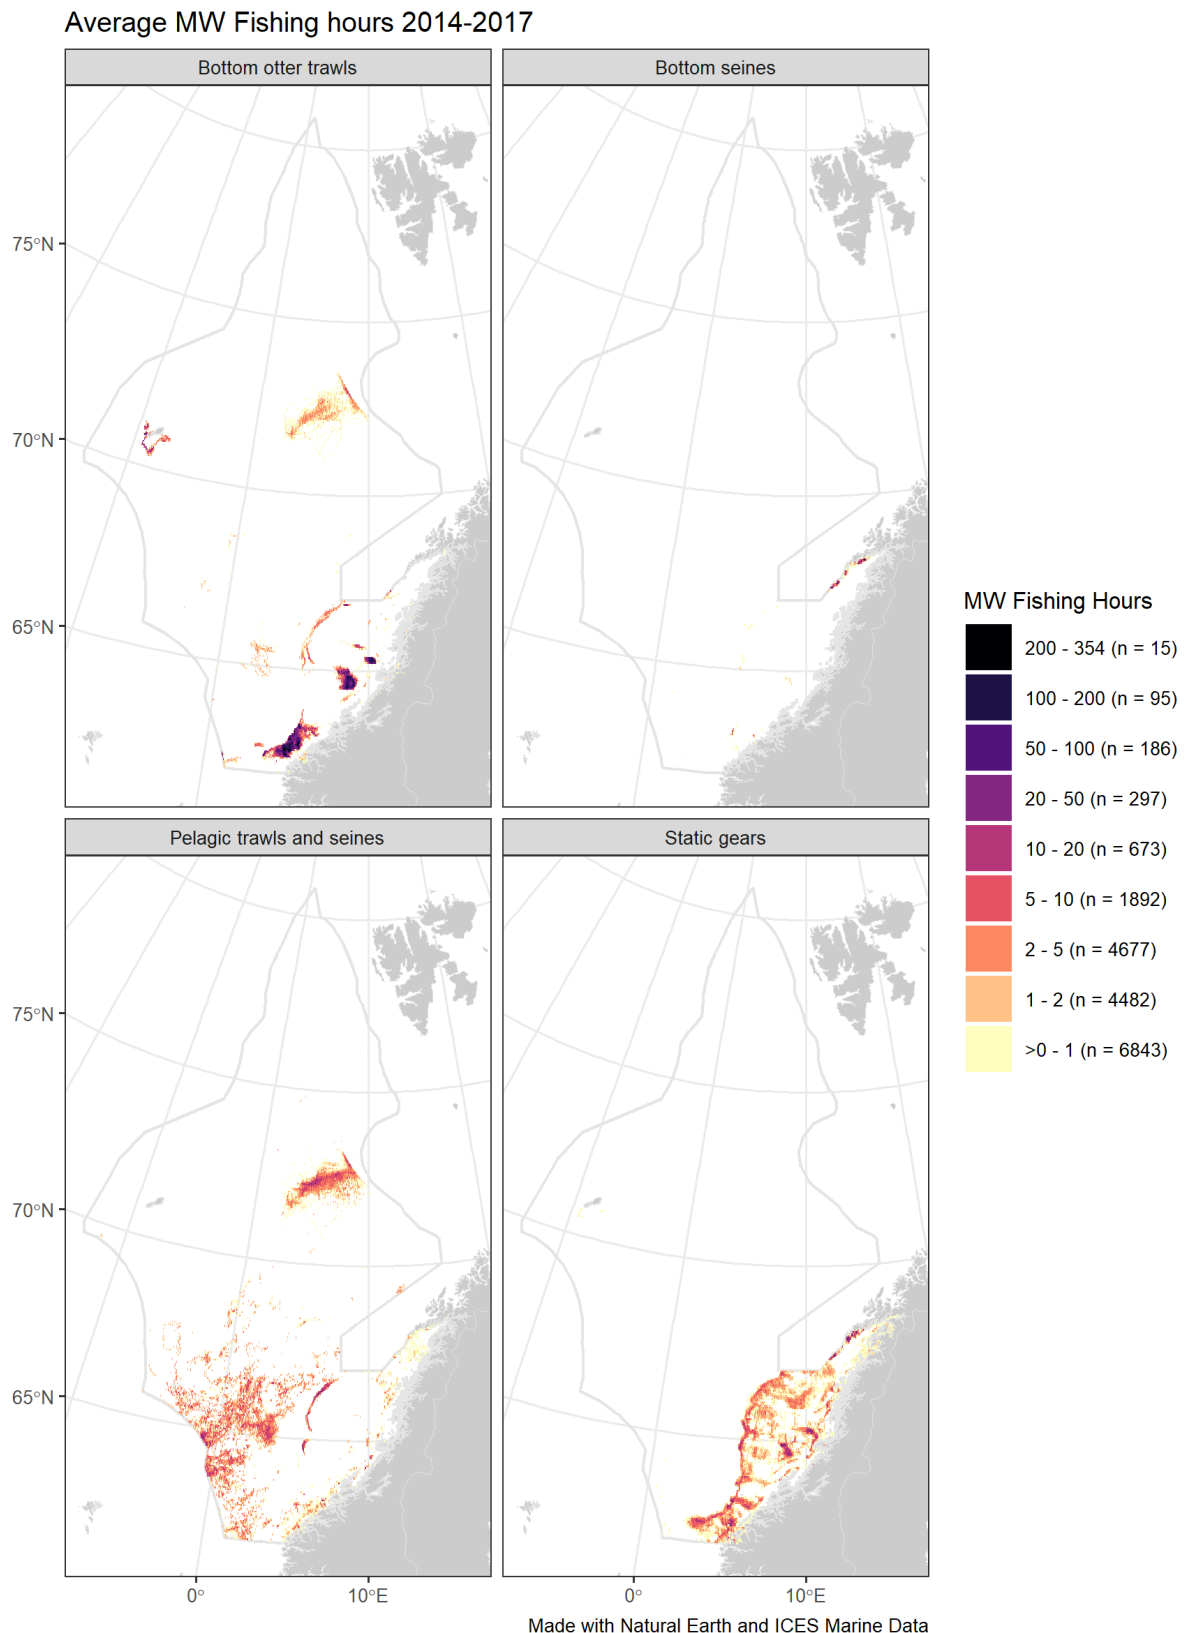 Average MW Fishing hours 2014-2017
Bottom otter trawls
Bottom seines
75°N
70°N
65°N
Pelagic trawls and seines
Static gears
75°N
70°N
65°N
0°
10°E
0°
10°E
MW Fishing Hours
200 - 354 (n = 15)
100 - 200 (n = 95)
50 - 100 (n = 186)
20 - 50 (n = 297)
10 - 20 (n = 673)
5 - 10 (n = 1892)
2 - 5 (n = 4677)
1 - 2 (n = 4482)
>0 - 1 (n = 6843)
Made with Natural Earth and ICES Marine Data